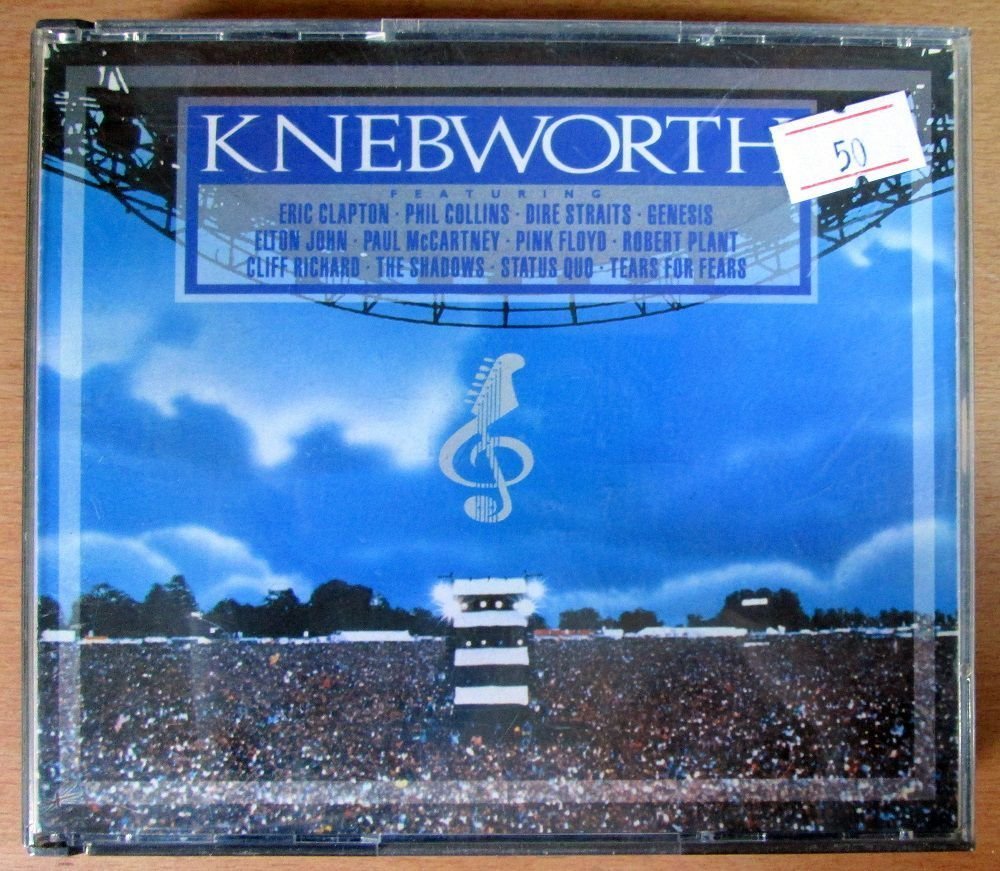 KNEBWORTH
50
FEATURING
ERIC CLAPTON · PHIL COLLINS · DIRE STRAITS · GENESIS
ELTON JOHN · PAUL McCARTNEY · PINK FLOYD · ROBERT PLANT
CLIFF RICHARD · THE SHADOWS · STATUS QUO · TEARS FOR FEARS